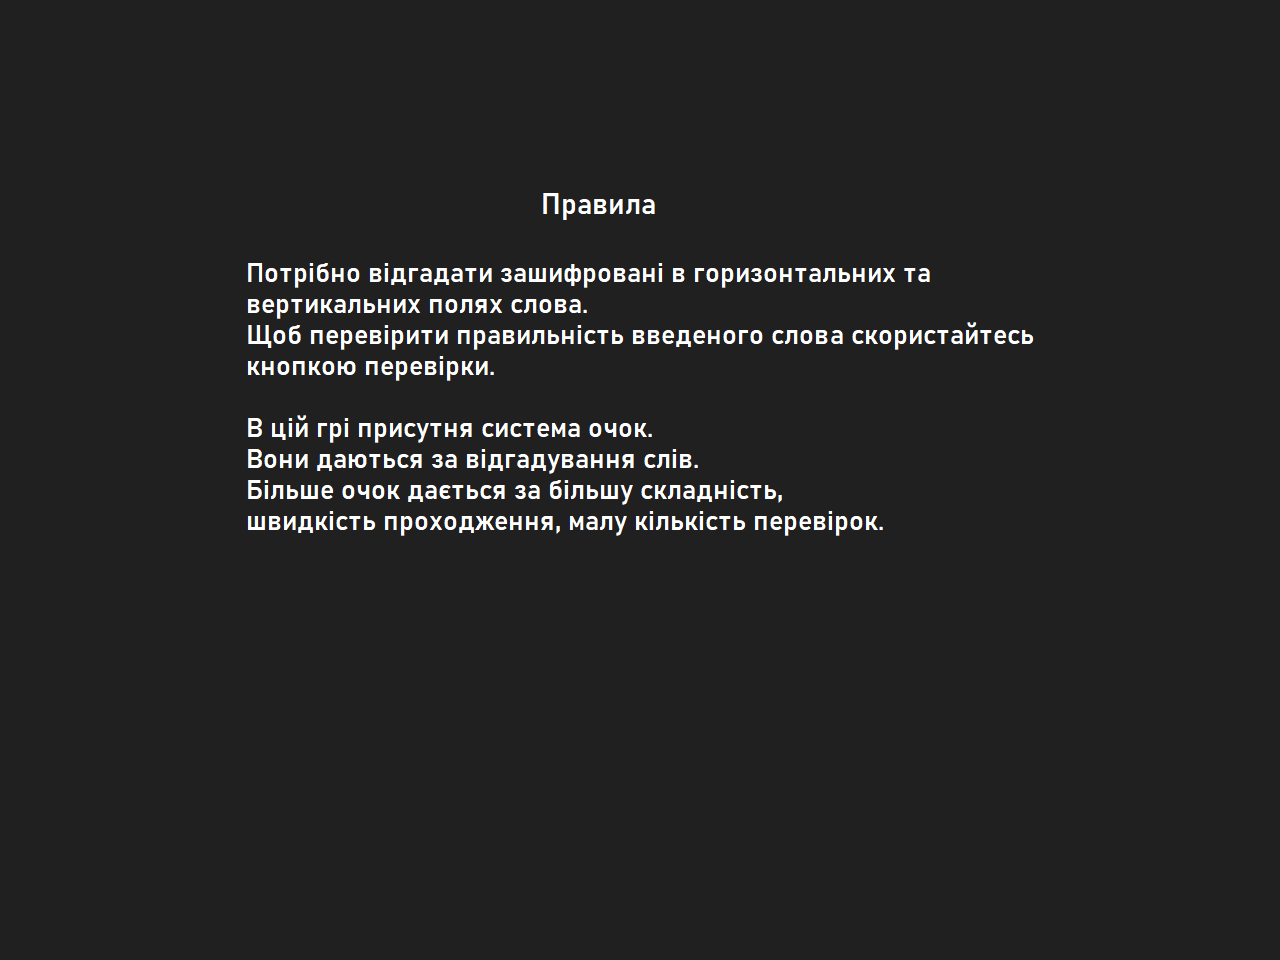 Правила
Потрібно відгадати зашифровані в горизонтальних та
вертикальних полях слова.
Щоб перевірити правильність введеного слова скористайтесь
кнопкою перевірки.
В цій грі присутня система очок.
Вони даються за відгадування слів.
Більше очок дається за більшу складність,
швидкість проходження, малу кількість перевірок.